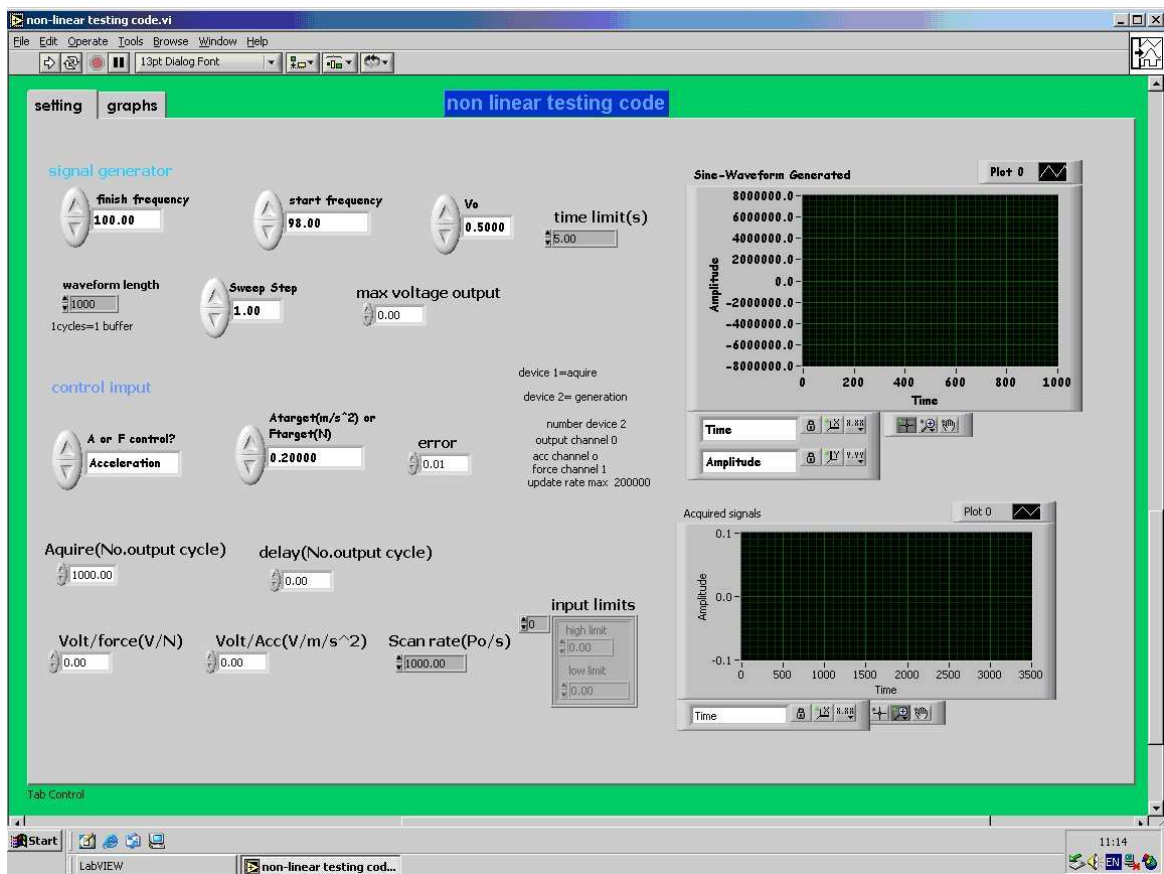 non-linear testing code.vi
File Edit Operate Tools Browse Window Help
13pt Dialog Font
setting graphs
non linear testing code
signal generator
finish frequency
100.00
start frequency
98.00
Vo
0.5000
time limit(s)
5.00
waveform length
1000
1cycles=1 buffer
Sweep Step
1.00
max voltage output
0.00
control imput
A or F control?
Acceleration
Atarget(m/s^2) or
Ftarget(N)
0.20000
error
0.01
device 1=aquire
device 2= generation
number device 2
output channel 0
acc channel o
force channel 1
update rate max 200000
Aquire(No.output cycle)
1000.00
delay(No.output cycle)
0.00
Volt/force(V/N)
0.00
Volt/Acc(V/m/s^2)
0.00
Scan rate(Po/s)
1000.00
input limits
0
high limit
0.00
low limit
0.00
Sine-Waveform Generated
Plot 0
8000000.0
6000000.0
4000000.0
2000000.0
0.0
-2000000.0
-4000000.0
-6000000.0
-8000000.0
Amplitude
0 200 400 600 800 1000
Time
Time
X.XX
Amplitude
Y.YY
Acquired signals
Plot 0
0.1
0.0
-0.1
Amplitude
0 500 1000 1500 2000 2500 3000 3500
Time
Time
X.XX
Tab Control
Start
11:14
LabVIEW
non-linear testing cod...
EN